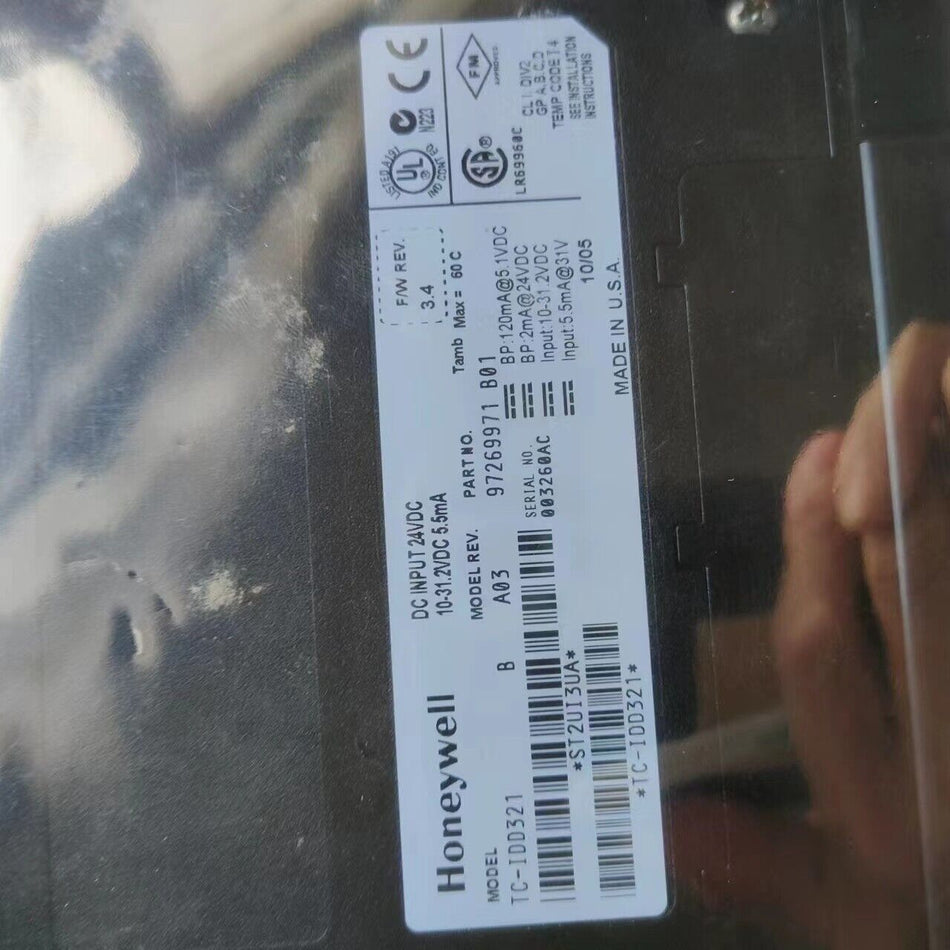 Honeywell
DC INPUT 24VDC
10-31.2VDC 5.5mA
F/W REV.
3.4
Tamb Max = 60 C
MODEL
TC-IDD321 B
MODEL REV.
A03
PART NO.
97269971 B01
SERIAL NO.
003260AC
BP:120mA@5.1VDC
BP:2mA@24VDC
Input:10-31.2VDC
Input:5.5mA@31V
10/05
MADE IN U.S.A.
*ST2UI3UA*
*TC-IDD321*
UL
®
IND CONT EQ
N223
CE
SA®
LR69960C
FM
APPROVED
CL I, DIV2
GP A,B,C,D
TEMP CODE T4
SEE INSTALLATION
INSTRUCTIONS